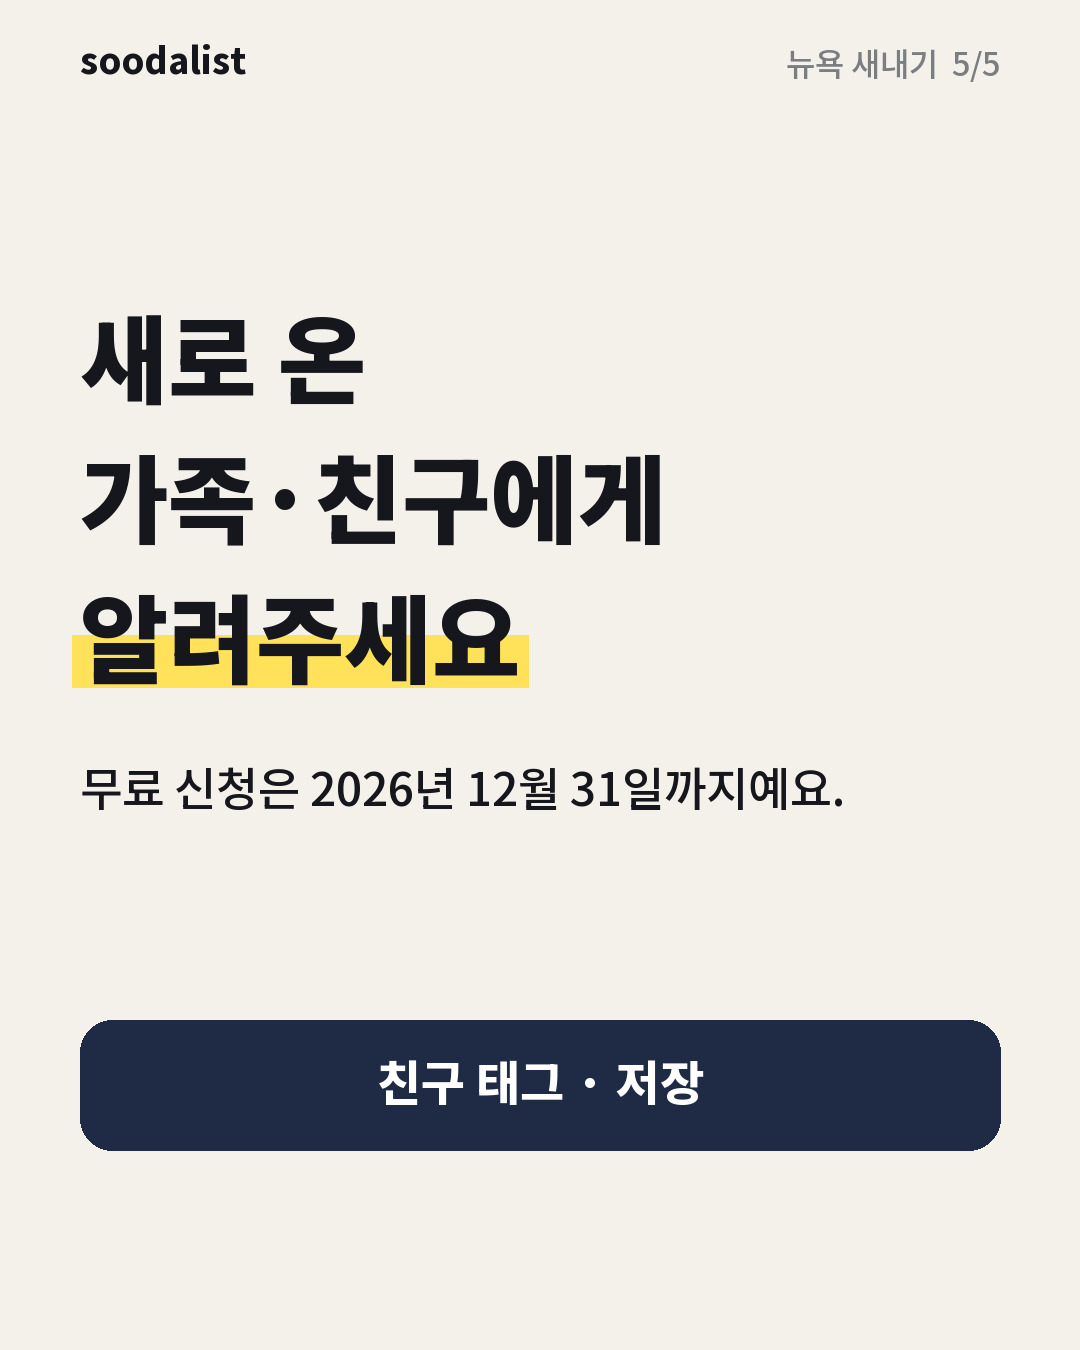 soodalist
뉴욕 새내기 5/5
새로 온
가족·친구에게
알려주세요
무료 신청은 2026년 12월 31일까지예요.
친구 태그 · 저장